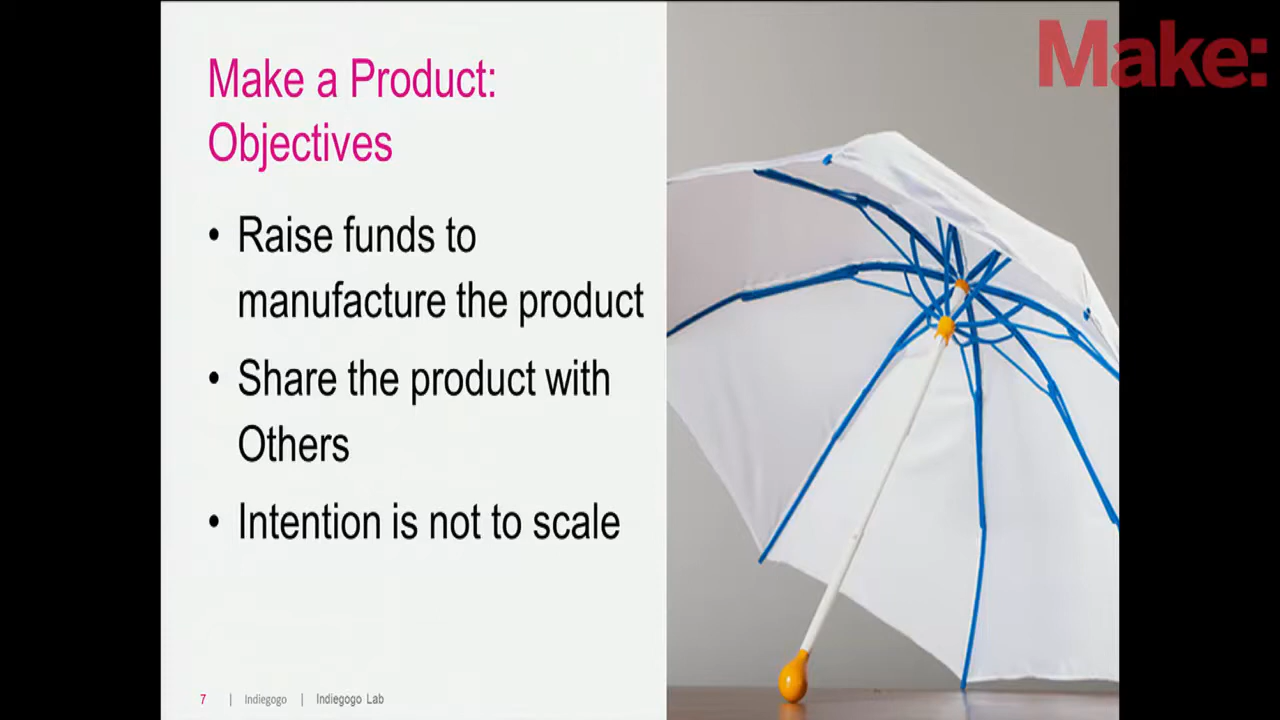 Make:
Make a Product:
Objectives
• Raise funds to
manufacture the product
• Share the product with
Others
• Intention is not to scale
7 | Indiegogo | Indiegogo Lab